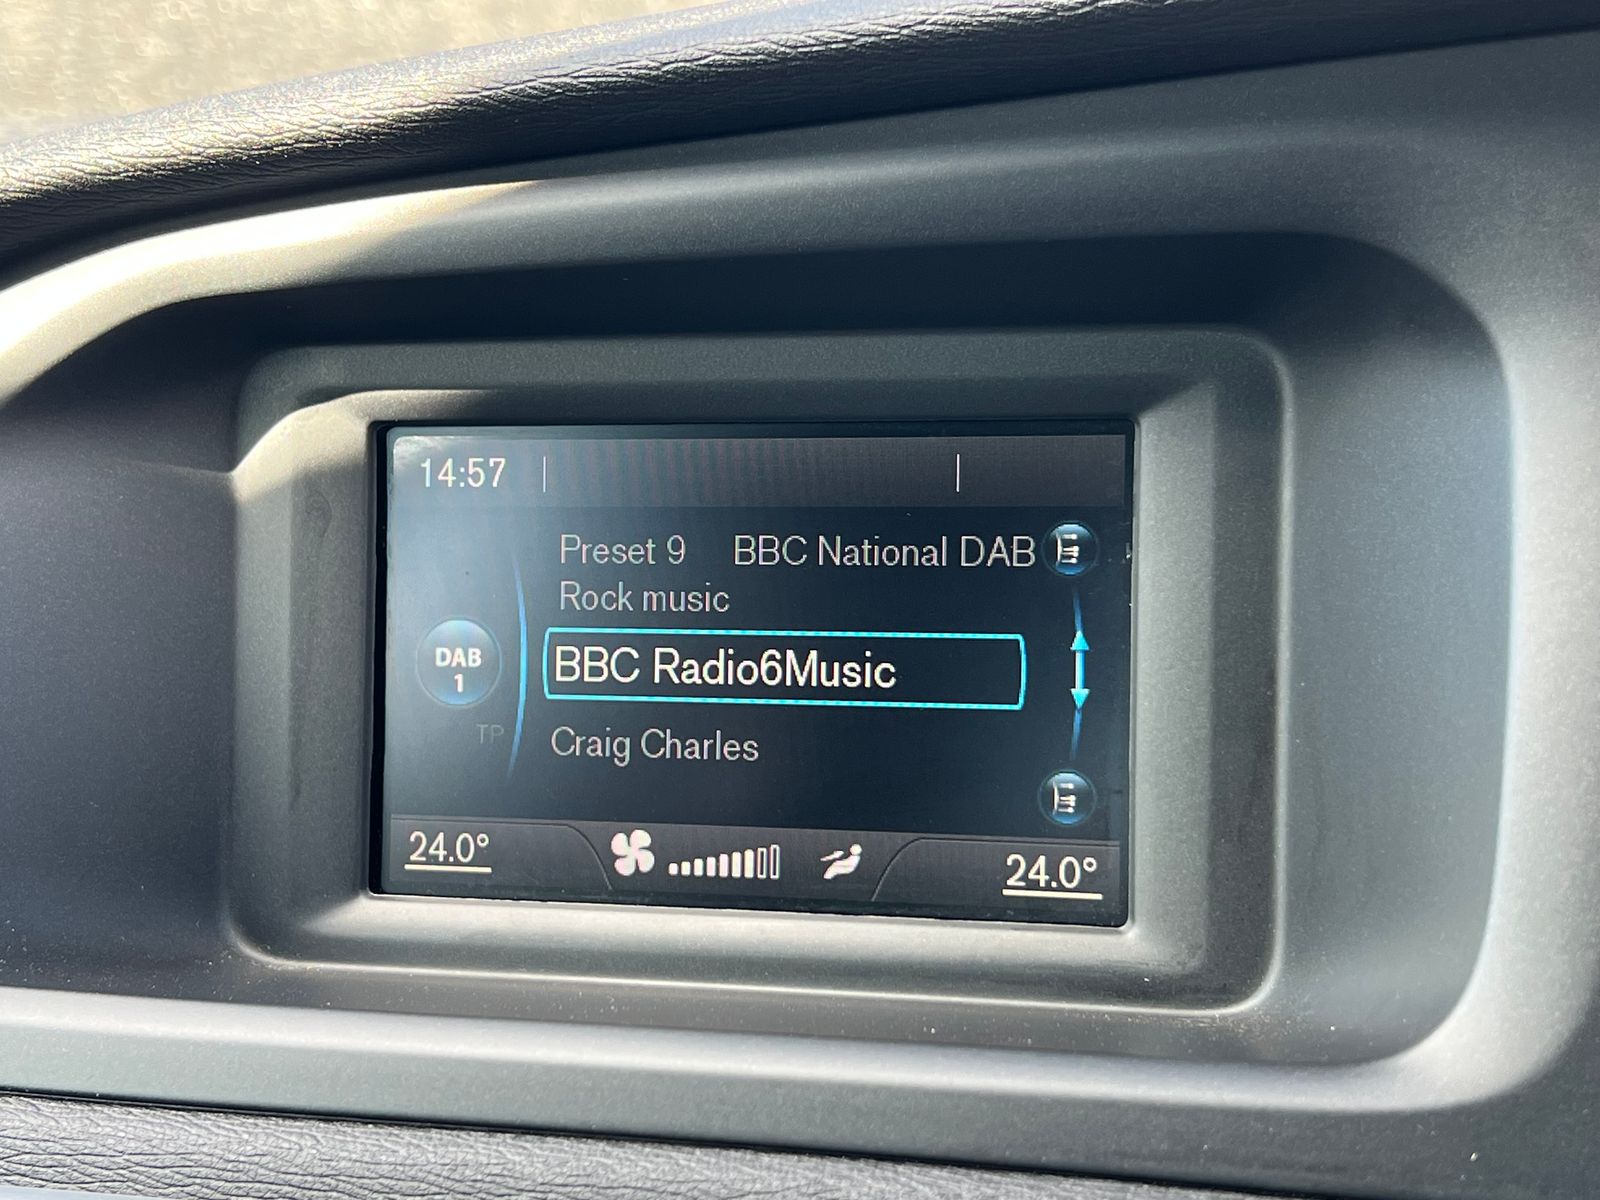 14:57
Preset 9 BBC National DAB
Rock music
DAB
1
BBC Radio6Music
TP
Craig Charles
24.0°
24.0°